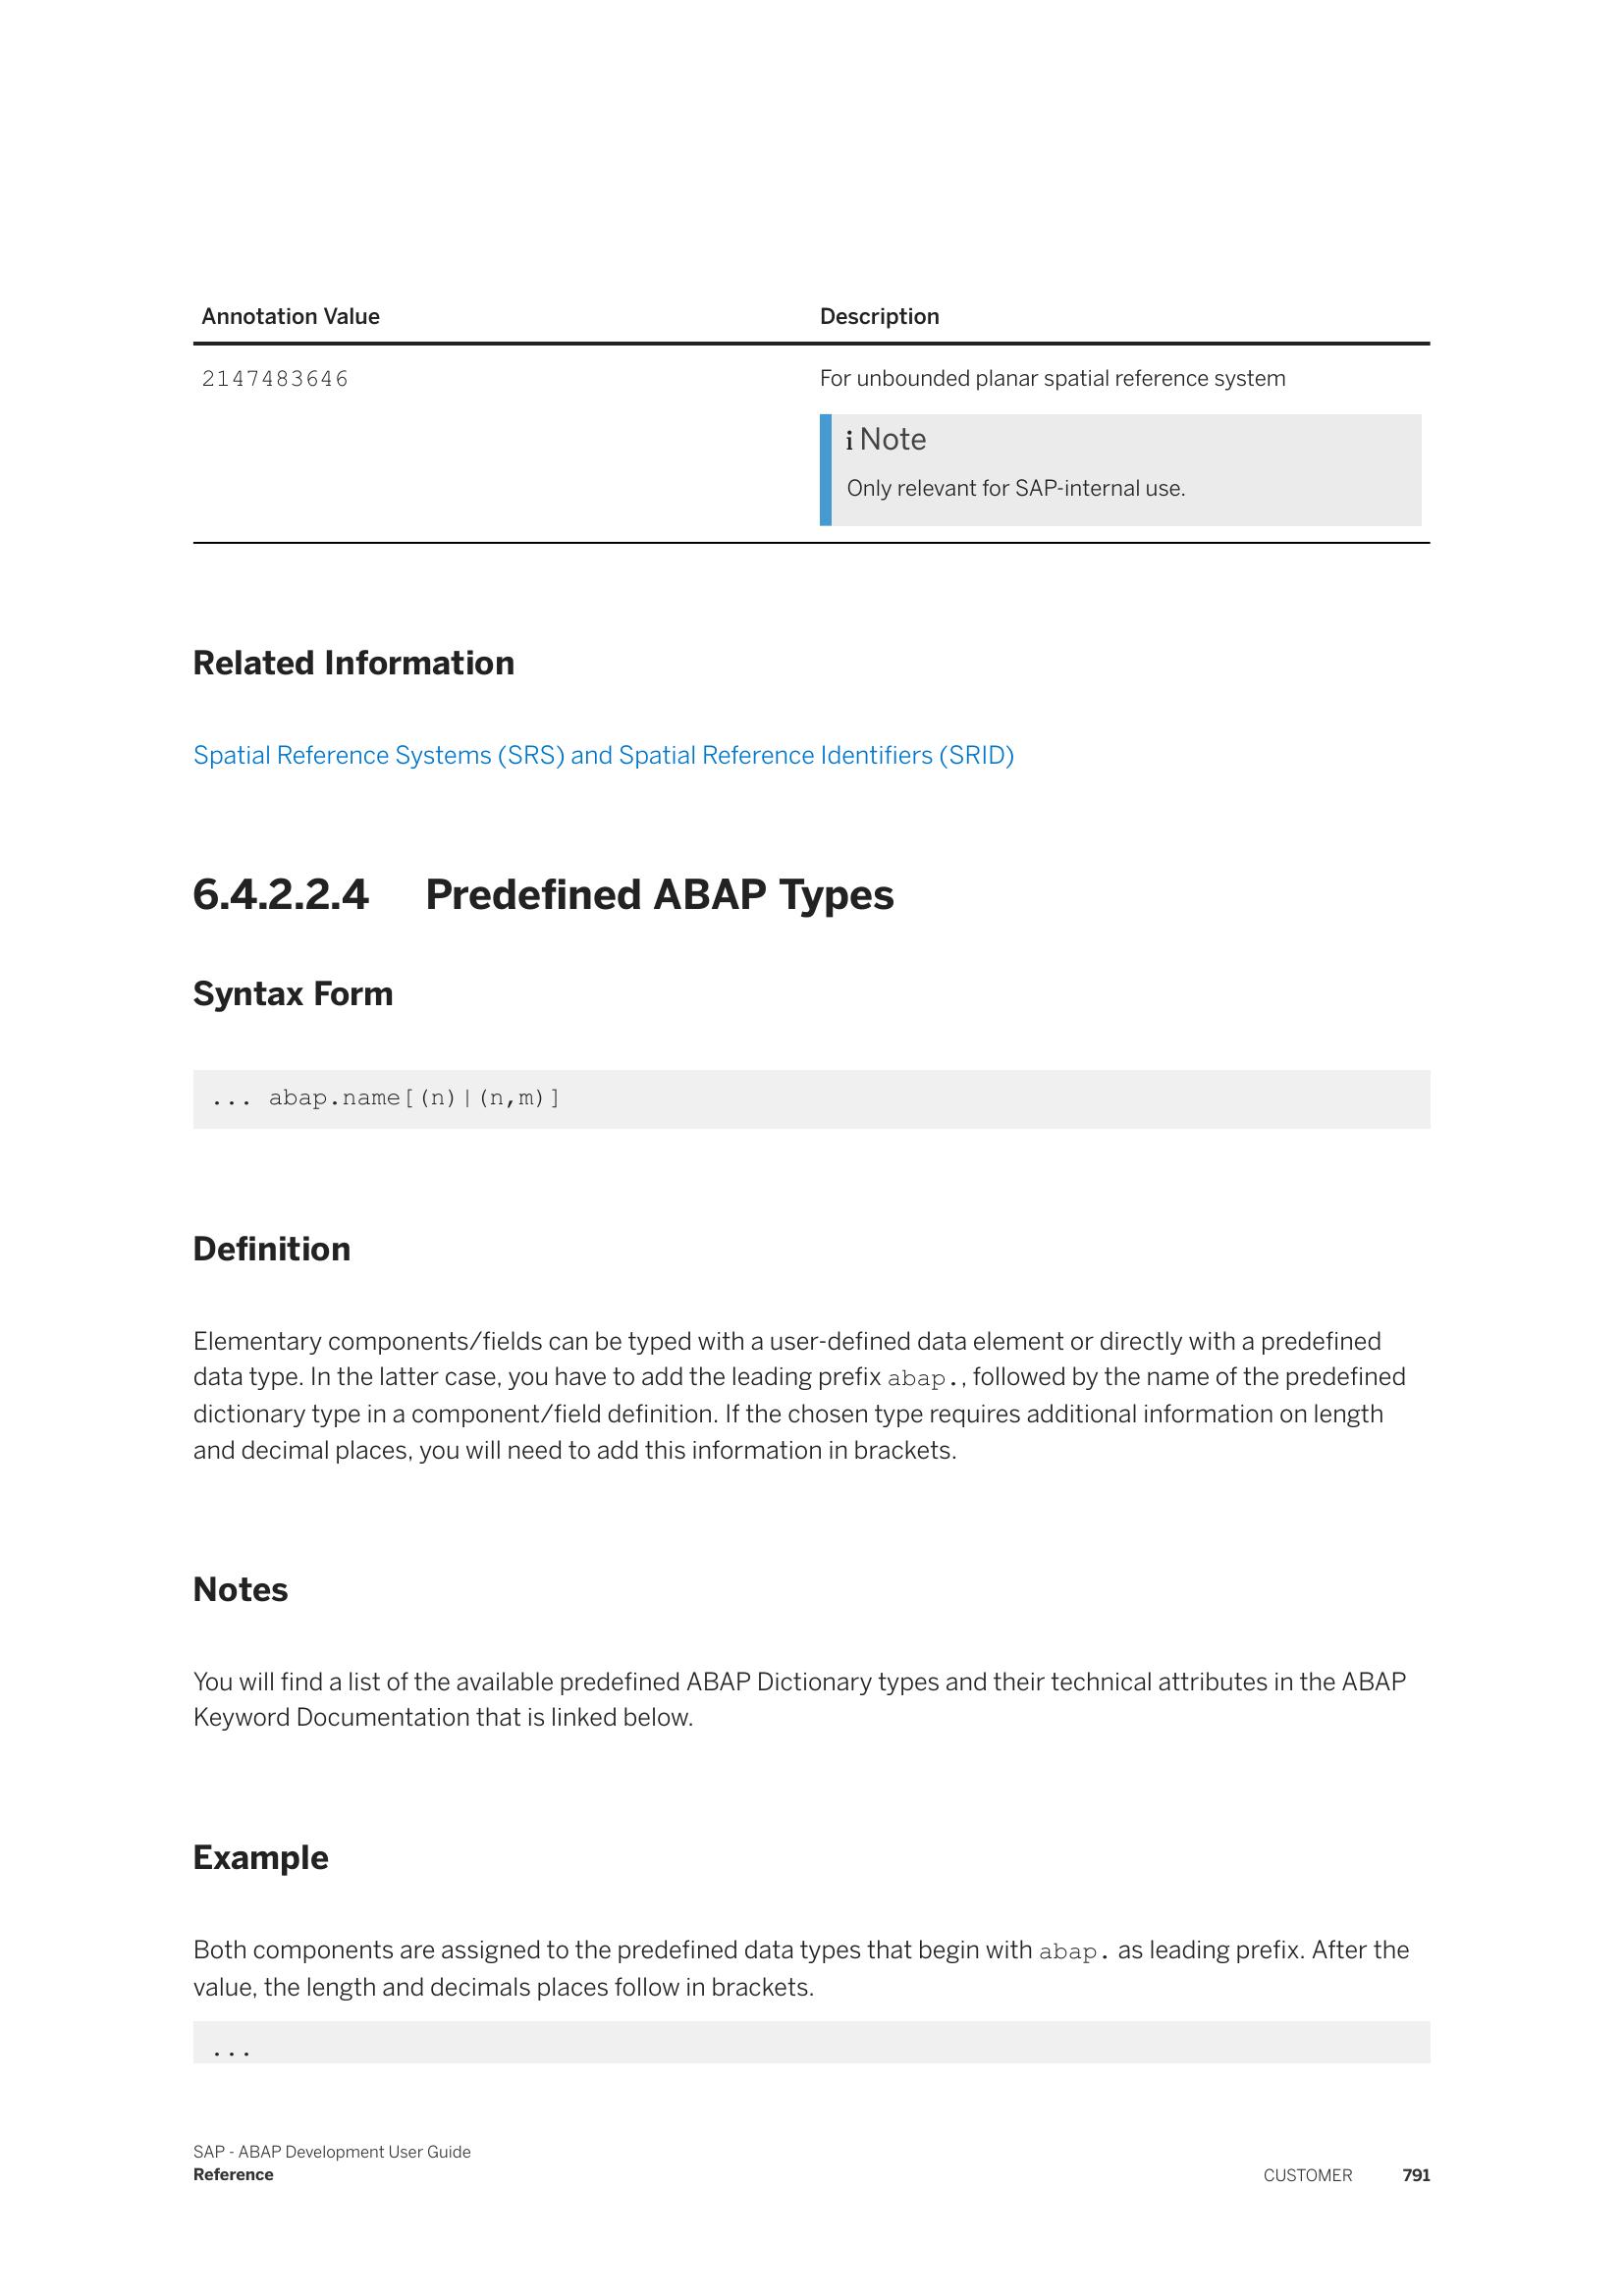 Annotation Value Description
2147483646 For unbounded planar spatial reference system
i Note
Only relevant for SAP-internal use.
Related Information
Spatial Reference Systems (SRS) and Spatial Reference Identifiers (SRID)
6.4.2.2.4 Predefined ABAP Types
Syntax Form
... abap.name[(n)|(n,m)]
Definition
Elementary components/fields can be typed with a user-defined data element or directly with a predefined
data type. In the latter case, you have to add the leading prefix abap., followed by the name of the predefined
dictionary type in a component/field definition. If the chosen type requires additional information on length
and decimal places, you will need to add this information in brackets.
Notes
You will find a list of the available predefined ABAP Dictionary types and their technical attributes in the ABAP
Keyword Documentation that is linked below.
Example
Both components are assigned to the predefined data types that begin with abap. as leading prefix. After the
value, the length and decimals places follow in brackets.
...
SAP - ABAP Development User Guide
Reference CUSTOMER 791